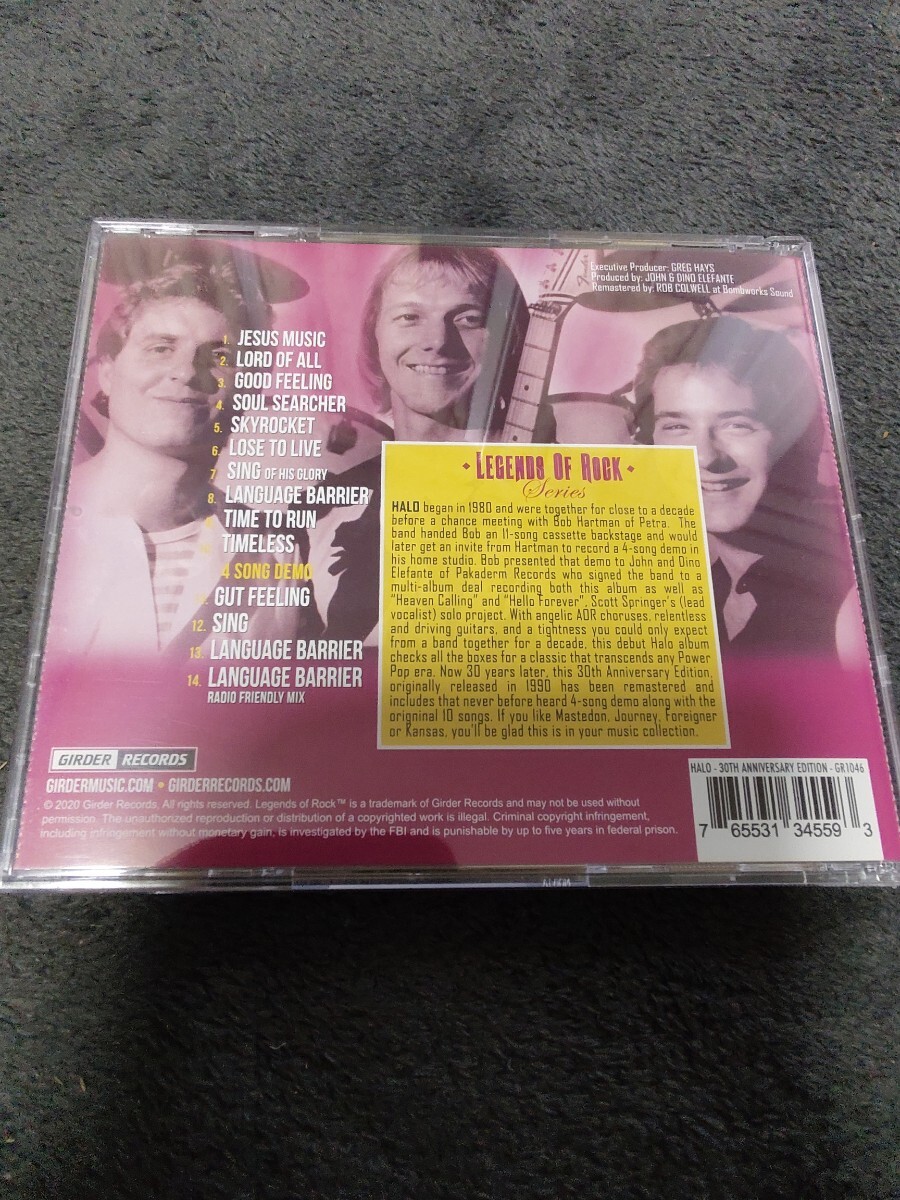 Fender
Executive Producer: GREG HAYS
Produced by: JOHN & DINO ELEFANTE
Remastered by: ROB COLWELL at Bombworks Sound
1. JESUS MUSIC
2. LORD OF ALL
3. GOOD FEELING
4. SOUL SEARCHER
5. SKYROCKET
6. LOSE TO LIVE
7. SING OF HIS GLORY
8. LANGUAGE BARRIER
9. TIME TO RUN
10. TIMELESS
4 SONG DEMO
11. GUT FEELING
12. SING
13. LANGUAGE BARRIER
14. LANGUAGE BARRIER
RADIO FRIENDLY MIX
• LEGENDS OF ROCK •
Series
HALO began in 1980 and were together for close to a decade
before a chance meeting with Bob Hartman of Petra. The
band handed Bob an 11-song cassette backstage and would
later get an invite from Hartman to record a 4-song demo in
his home studio. Bob presented that demo to John and Dino
Elefante of Pakaderm Records who signed the band to a
multi-album deal recording both this album as well as
"Heaven Calling" and "Hello Forever", Scott Springer's (lead
vocalist) solo project. With angelic AOR choruses, relentless
and driving guitars, and a tightness you could only expect
from a band together for a decade, this debut Halo album
checks all the boxes for a classic that transcends any Power
Pop era. Now 30 years later, this 30th Anniversary Edition,
originally released in 1990 has been remastered and
includes that never before heard 4-song demo along with the
origninal 10 songs. If you like Mastedon, Journey, Foreigner
or Kansas, you'll be glad this is in your music collection.
GIRDER RECORDS
GIRDERMUSIC.COM • GIRDERRECORDS.COM
© 2020 Girder Records, All rights reserved. Legends of Rock™ is a trademark of Girder Records and may not be used without
permission. The unauthorized reproduction or distribution of a copyrighted work is illegal. Criminal copyright infringement,
including infringement without monetary gain, is investigated by the FBI and is punishable by up to five years in federal prison.
HALO - 30TH ANNIVERSARY EDITION - GR1046
7 65531 34559 3